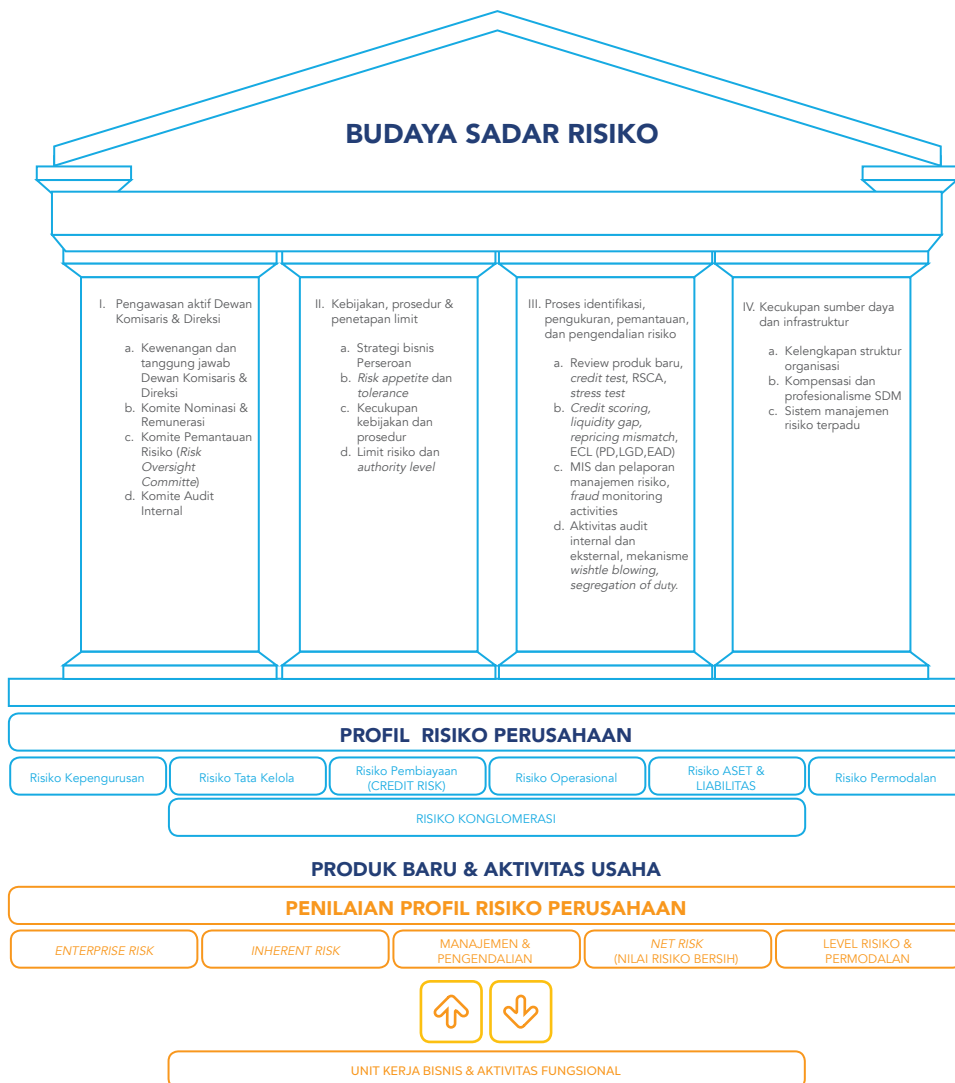 BUDAYA SADAR RISIKO
I. Pengawasan aktif Dewan
Komisaris & Direksi
a. Kewenangan dan
tanggung jawab
Dewan Komisaris &
Direksi
b. Komite Nominasi &
Remunerasi
c. Komite Pemantauan
Risiko (Risk
Oversight
Committe)
d. Komite Audit
Internal
II. Kebijakan, prosedur &
penetapan limit
a. Strategi bisnis
Perseroan
b. Risk appetite dan
tolerance
c. Kecukupan
kebijakan dan
prosedur
d. Limit risiko dan
authority level
III. Proses identifikasi,
pengukuran, pemantauan,
dan pengendalian risiko
a. Review produk baru,
credit test, RSCA,
stress test
b. Credit scoring,
liquidity gap,
repricing mismatch,
ECL (PD,LGD,EAD)
c. MIS dan pelaporan
manajemen risiko,
fraud monitoring
activities
d. Aktivitas audit
internal dan
eksternal, mekanisme
wishtle blowing,
segregation of duty.
IV. Kecukupan sumber daya
dan infrastruktur
a. Kelengkapan struktur
organisasi
b. Kompensasi dan
profesionalisme SDM
c. Sistem manajemen
risiko terpadu
PROFIL RISIKO PERUSAHAAN
Risiko Kepengurusan
Risiko Tata Kelola
Risiko Pembiayaan
(CREDIT RISK)
Risiko Operasional
Risiko ASET &
LIABILITAS
Risiko Permodalan
RISIKO KONGLOMERASI
PRODUK BARU & AKTIVITAS USAHA
PENILAIAN PROFIL RISIKO PERUSAHAAN
ENTERPRISE RISK
INHERENT RISK
MANAJEMEN &
PENGENDALIAN
NET RISK
(NILAI RISIKO BERSIH)
LEVEL RISIKO &
PERMODALAN
UNIT KERJA BISNIS & AKTIVITAS FUNGSIONAL